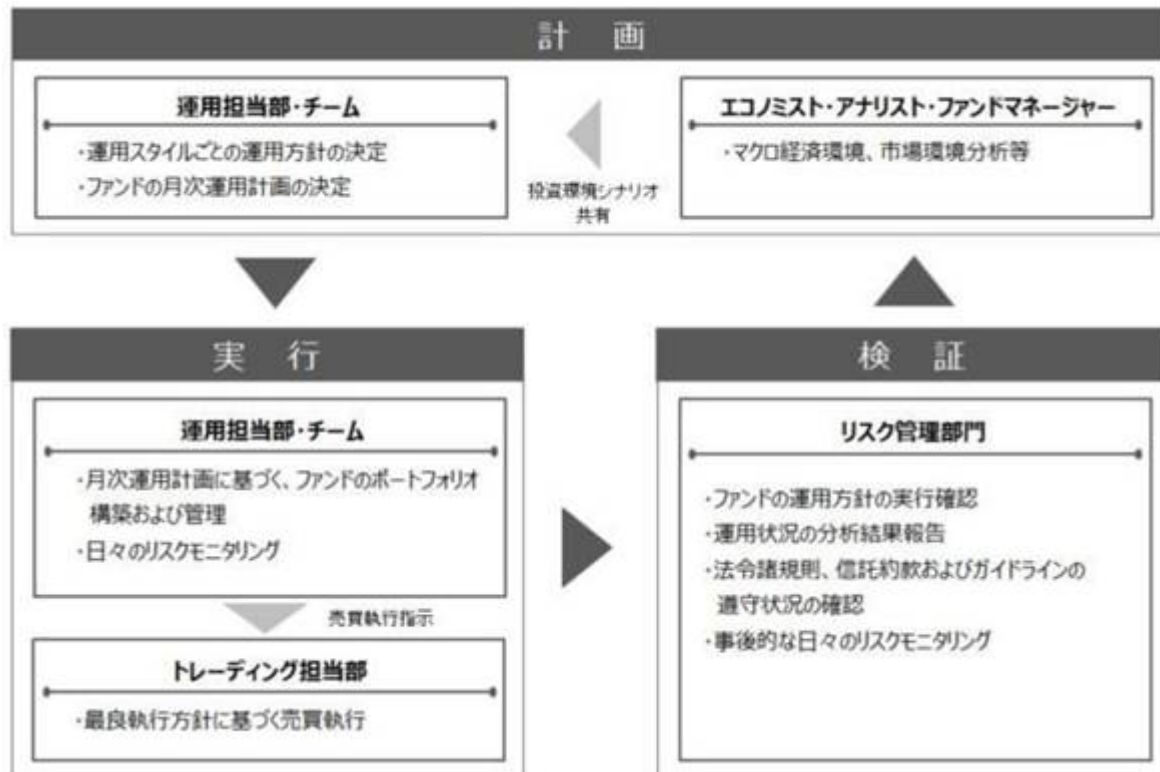 計 画
運用担当部・チーム
・運用スタイルごとの運用方針の決定
・ファンドの月次運用計画の決定
投資環境シナリオ
共有
エコノミスト・アナリスト・ファンドマネージャー
・マクロ経済環境、市場環境分析等
実 行
運用担当部・チーム
・月次運用計画に基づく、ファンドのポートフォリオ
構築および管理
・日々のリスクモニタリング
売買執行指示
トレーディング担当部
・最良執行方針に基づく売買執行
検 証
リスク管理部門
・ファンドの運用方針の実行確認
・運用状況の分析結果報告
・法令諸規則、信託約款およびガイドラインの
遵守状況の確認
・事後的な日々のリスクモニタリング